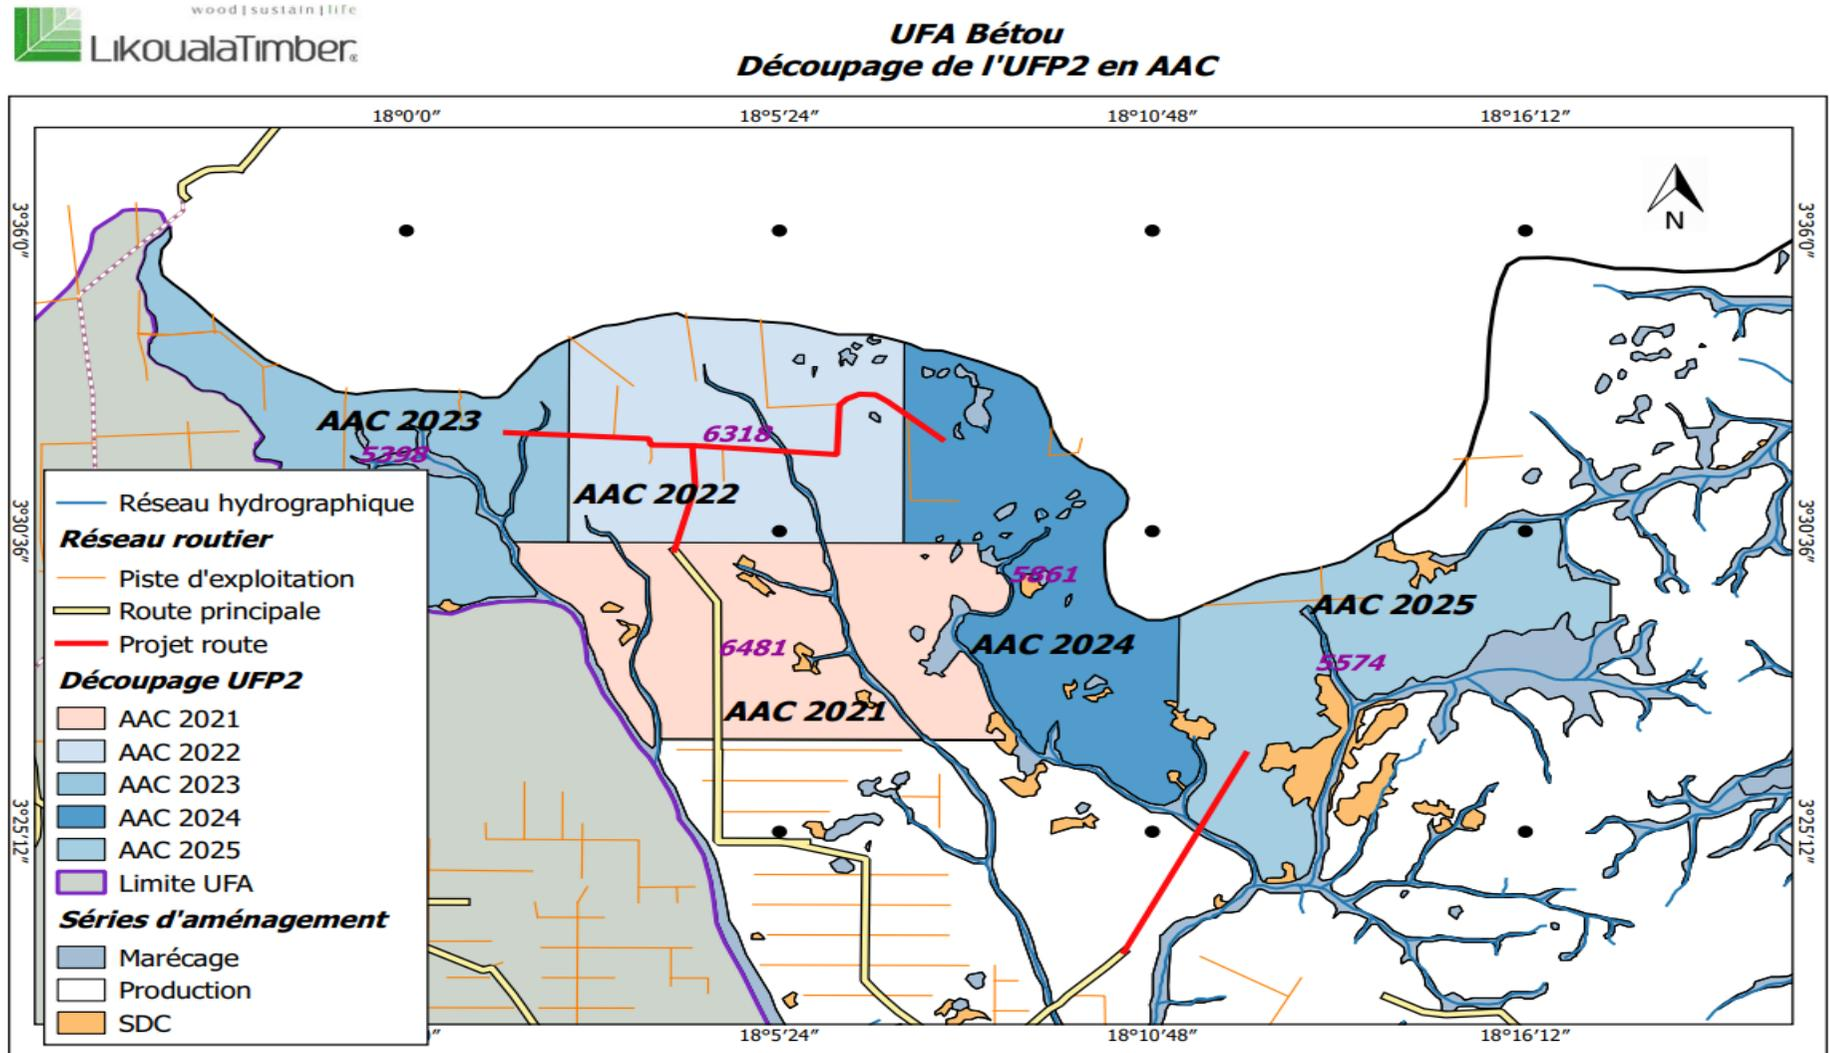 wood|sustain|life
LikoualaTimber®
UFA Bétou
Découpage de l'UFP2 en AAC
18°0′0″
18°5′24″
18°10′48″
18°16′12″
3°36′0″
3°36′0″
N
AAC 2023
5398
6318
AAC 2022
3°30′36″
3°30′36″
5861
AAC 2025
AAC 2024
6481
5574
AAC 2021
3°25′12″
3°25′12″
Réseau hydrographique
Réseau routier
Piste d'exploitation
Route principale
Projet route
Découpage UFP2
AAC 2021
AAC 2022
AAC 2023
AAC 2024
AAC 2025
Limite UFA
Séries d'aménagement
Marécage
Production
SDC
18°5′24″
18°10′48″
18°16′12″